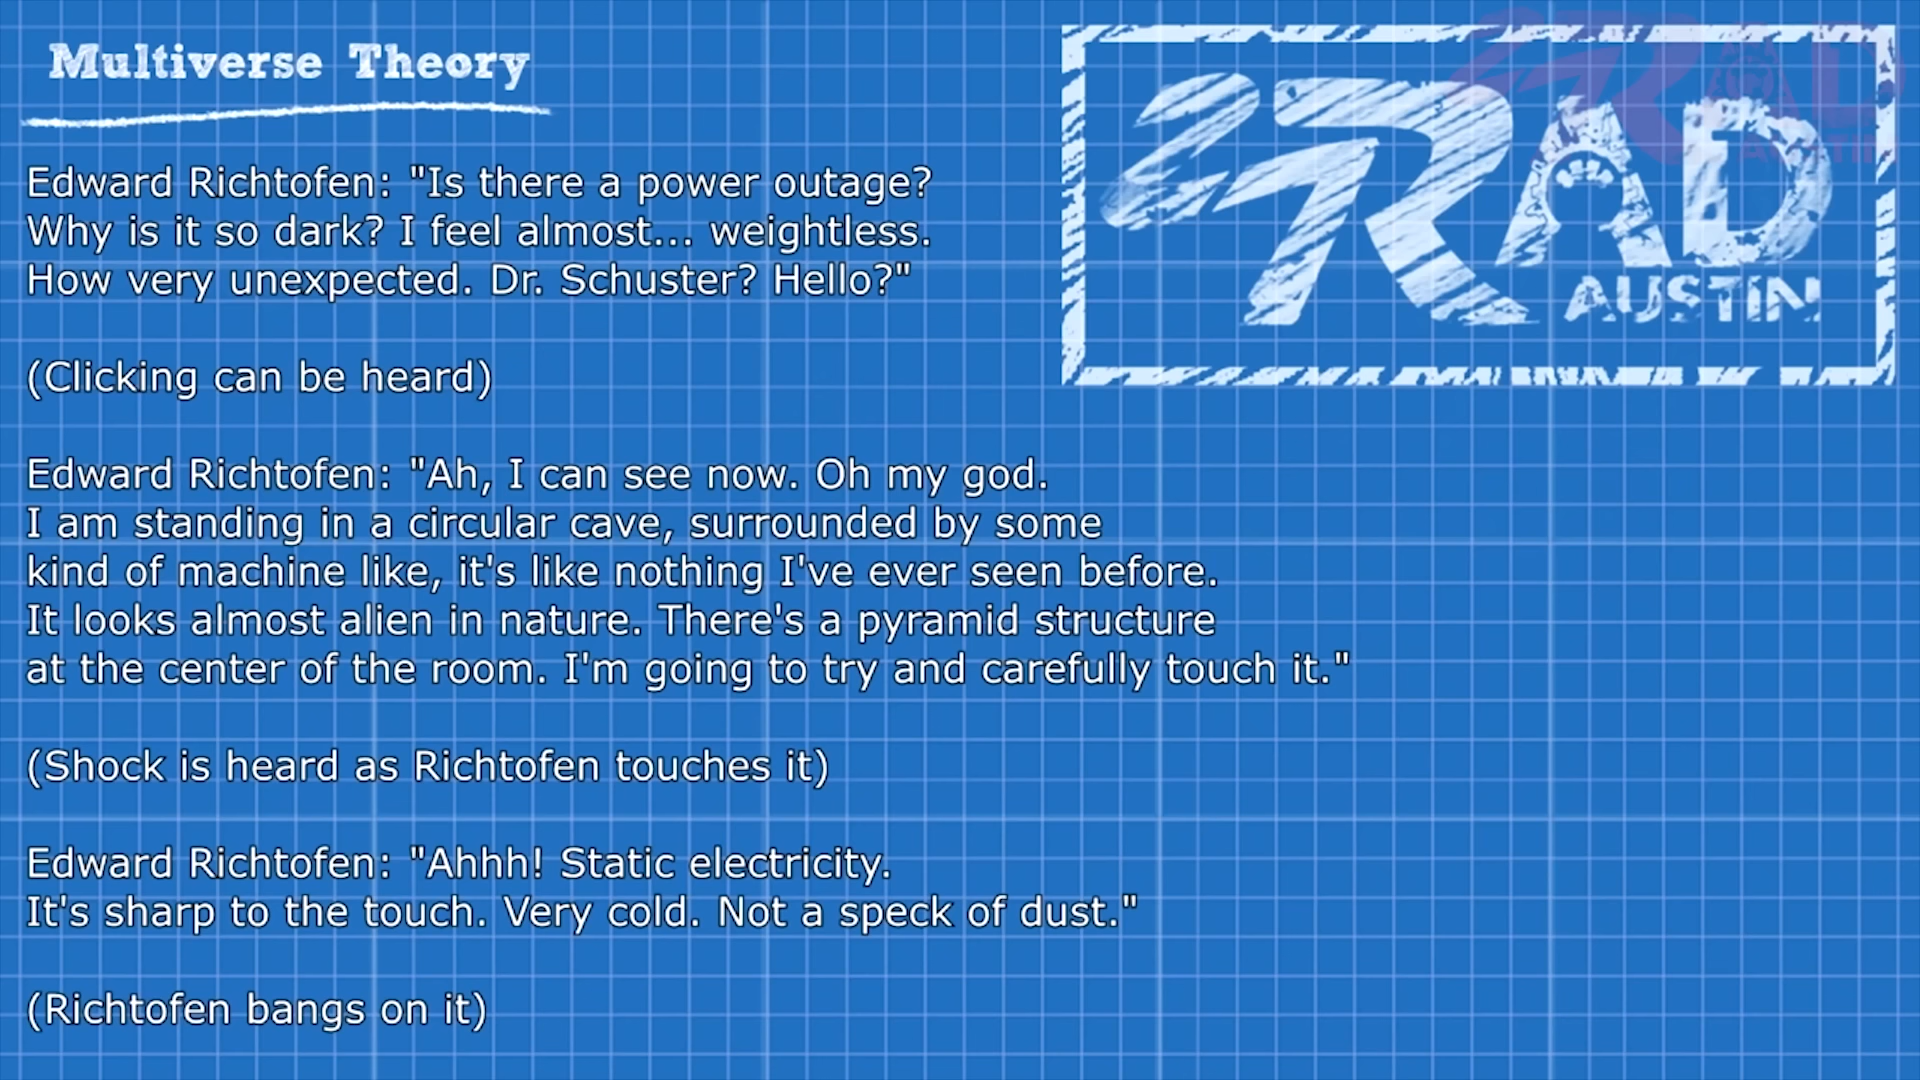 Multiverse Theory
2RAD
AUSTIN
Edward Richtofen: "Is there a power outage?
Why is it so dark? I feel almost... weightless.
How very unexpected. Dr. Schuster? Hello?"
(Clicking can be heard)
Edward Richtofen: "Ah, I can see now. Oh my god.
I am standing in a circular cave, surrounded by some
kind of machine like, it's like nothing I've ever seen before.
It looks almost alien in nature. There's a pyramid structure
at the center of the room. I'm going to try and carefully touch it."
(Shock is heard as Richtofen touches it)
Edward Richtofen: "Ahhh! Static electricity.
It's sharp to the touch. Very cold. Not a speck of dust."
(Richtofen bangs on it)